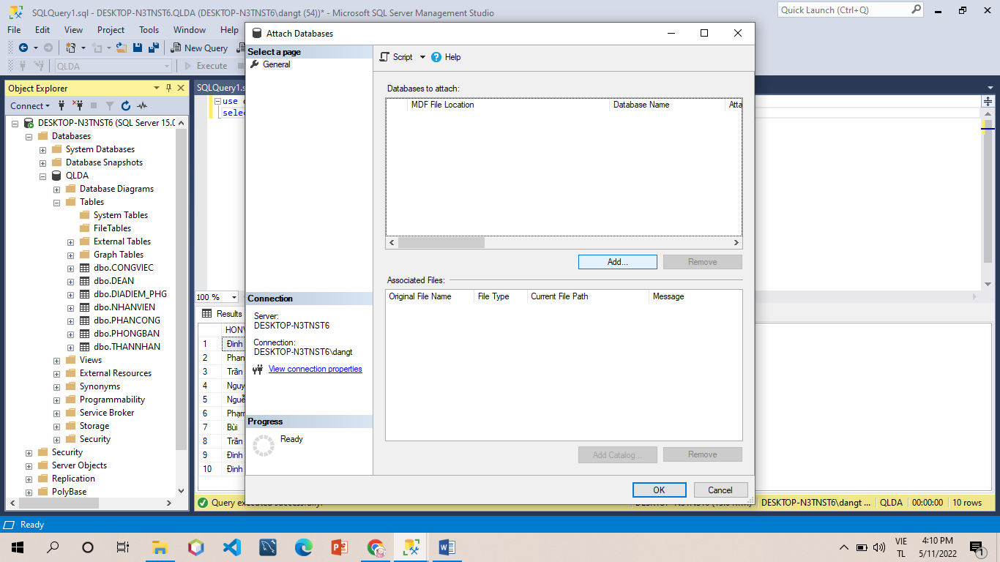 SQLQuery1.sql - DESKTOP-N3TNST6.QLDA (DESKTOP-N3TNST6\dangt (54))* - Microsoft SQL Server Management Studio
Quick Launch (Ctrl+Q)
File Edit View Project Tools Window Help
New Query
QLDA
Execute
Object Explorer
Connect
DESKTOP-N3TNST6 (SQL Server 15.0
Databases
System Databases
Database Snapshots
QLDA
Database Diagrams
Tables
System Tables
FileTables
External Tables
Graph Tables
dbo.CONGVIEC
dbo.DEAN
dbo.DIADIEM_PHG
dbo.NHANVIEN
dbo.PHANCONG
dbo.PHONGBAN
dbo.THANNHAN
Views
External Resources
Synonyms
Programmability
Service Broker
Storage
Security
Security
Server Objects
Replication
PolyBase
SQLQuery1.s
use
selec
100 %
Results
HONV
1 Đinh
2 Phan
3 Trần
4 Nguy
5 Nguễ
6 Phạm
7 Bùi
8 Trần
9 Đinh
10 Đinh
Attach Databases
Select a page
General
Connection
Server:
DESKTOP-N3TNST6
Connection:
DESKTOP-N3TNST6\dangt
View connection properties
Progress
Ready
Script Help
Databases to attach:
MDF File Location Database Name Atta
Add... Remove
Associated Files:
Original File Name File Type Current File Path Message
Add Catalog... Remove
OK Cancel
Query executed successfully.
DESKTOP-N3TNST6\dangt ... QLDA 00:00:00 10 rows
Ready
VIE
TL
4:10 PM
5/11/2022
1